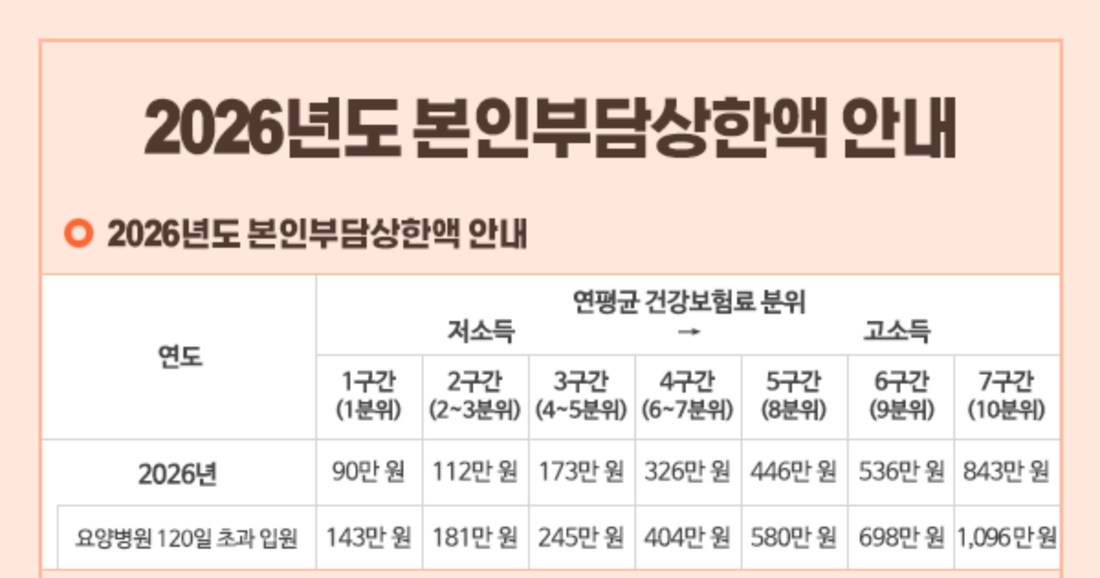 2026년도 본인부담상한액 안내
2026년도 본인부담상한액 안내
연도
연평균 건강보험료 분위
저소득 → 고소득
1구간 2구간 3구간 4구간 5구간 6구간 7구간
(1분위) (2~3분위) (4~5분위) (6~7분위) (8분위) (9분위) (10분위)
2026년 90만 원 112만 원 173만 원 326만 원 446만 원 536만 원 843만 원
요양병원 120일 초과 입원 143만 원 181만 원 245만 원 404만 원 580만 원 698만 원 1,096만 원